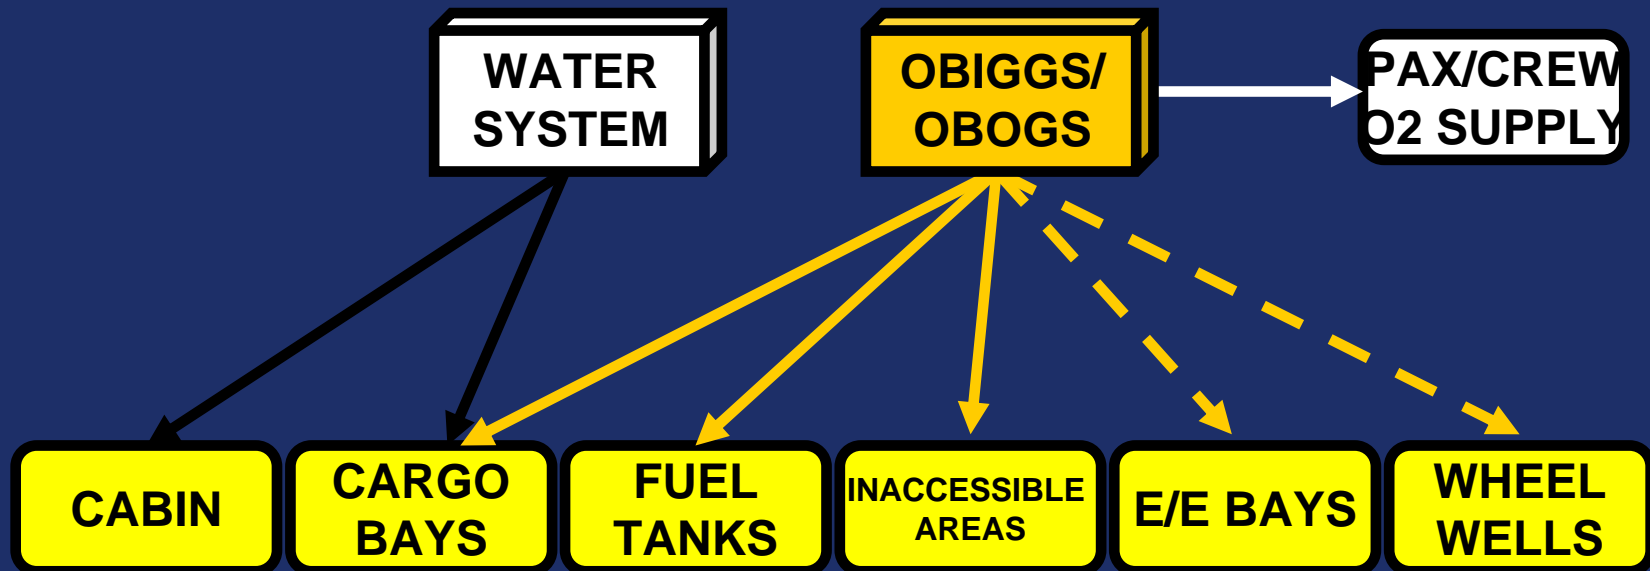 WATER
SYSTEM
OBIGGS/
OBOGS
PAX/CREW
O2 SUPPLY
CABIN
CARGO
BAYS
FUEL
TANKS
INACCESSIBLE
AREAS
E/E BAYS
WHEEL
WELLS